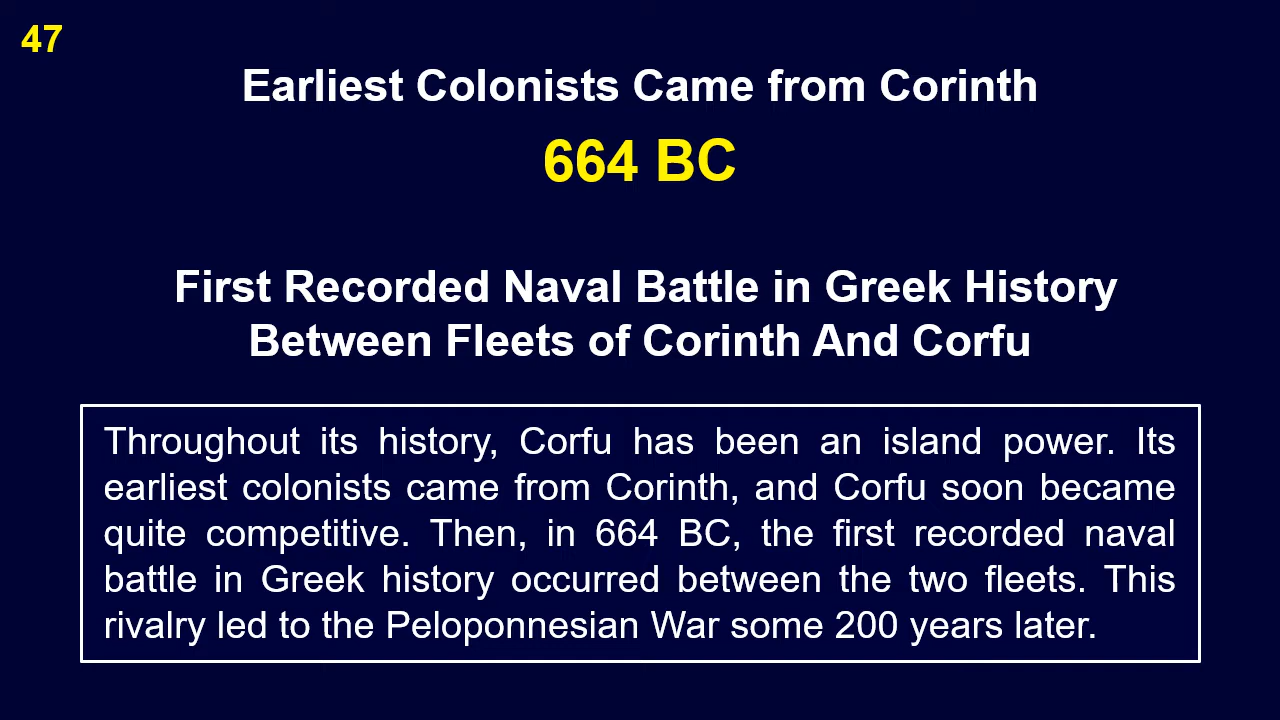 47
Earliest Colonists Came from Corinth
664 BC
First Recorded Naval Battle in Greek History
Between Fleets of Corinth And Corfu
Throughout its history, Corfu has been an island power. Its
earliest colonists came from Corinth, and Corfu soon became
quite competitive. Then, in 664 BC, the first recorded naval
battle in Greek history occurred between the two fleets. This
rivalry led to the Peloponnesian War some 200 years later.